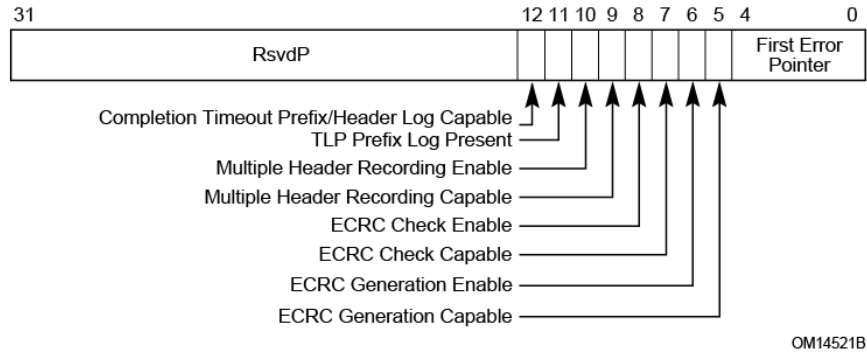 31 12 11 10 9 8 7 6 5 4 0
RsvdP
First Error
Pointer
Completion Timeout Prefix/Header Log Capable
TLP Prefix Log Present
Multiple Header Recording Enable
Multiple Header Recording Capable
ECRC Check Enable
ECRC Check Capable
ECRC Generation Enable
ECRC Generation Capable
OM14521B